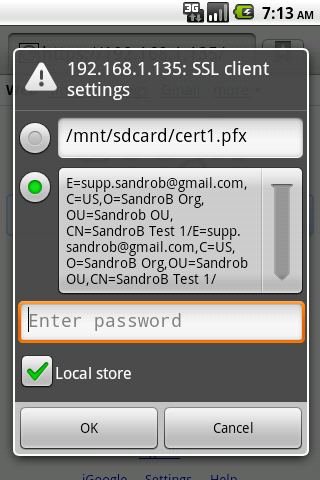 3G 7:13 AM
192.168.1.135: SSL client
settings
/mnt/sdcard/cert1.pfx
E=supp.sandrob@gmail.com,
C=US,O=SandroB Org,
OU=Sandrob OU,
CN=SandroB Test 1/E=supp.
sandrob@gmail.com,C=US,
O=SandroB Org,OU=Sandrob
OU,CN=SandroB Test 1/
Enter password
Local store
OK Cancel
iGoogle Settings Help